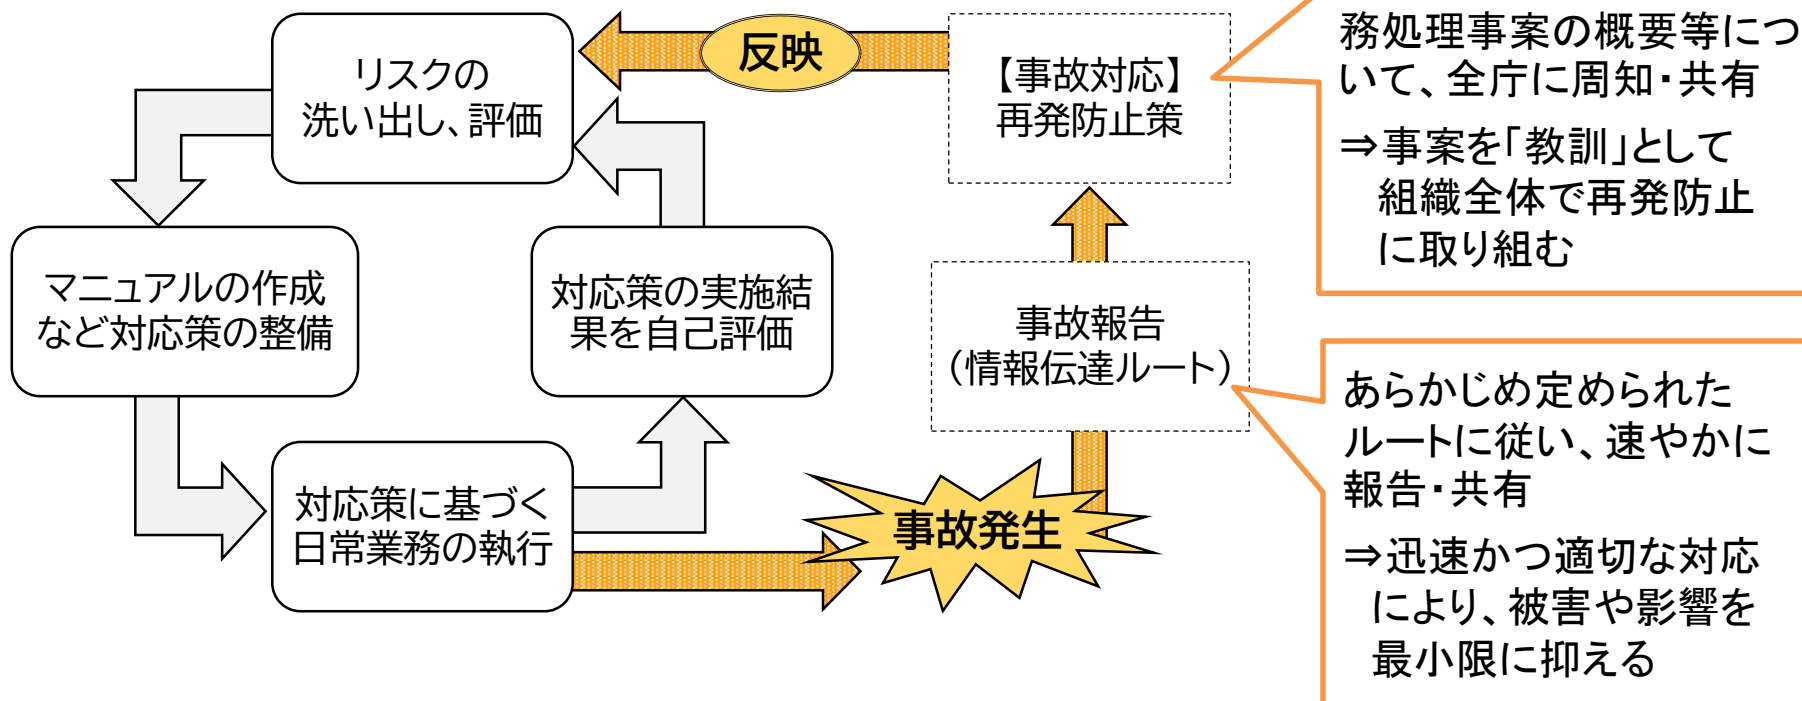 リスクの
洗い出し、評価
反映
【事故対応】
再発防止策
務処理事案の概要等につ
いて、全庁に周知・共有
⇒事案を「教訓」として
組織全体で再発防止
に取り組む
マニュアルの作成
など対応策の整備
対応策の実施結
果を自己評価
事故報告
（情報伝達ルート）
あらかじめ定められた
ルートに従い、速やかに
報告・共有
⇒迅速かつ適切な対応
により、被害や影響を
最小限に抑える
対応策に基づく
日常業務の執行
事故発生